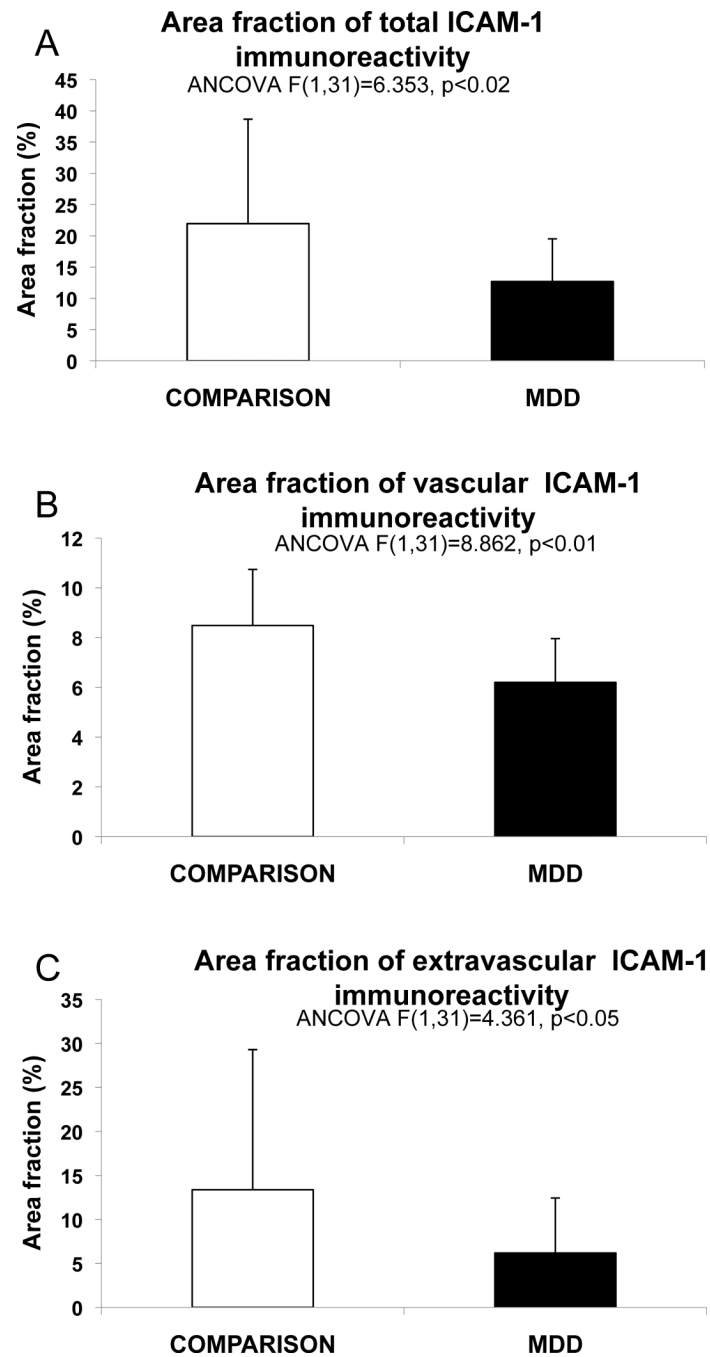 A
Area fraction of total ICAM-1
immunoreactivity
ANCOVA F(1,31)=6.353, p<0.02
Area fraction (%)
45
40
35
30
25
20
15
10
5
0
COMPARISON MDD
B
Area fraction of vascular ICAM-1
immunoreactivity
ANCOVA F(1,31)=8.862, p<0.01
Area fraction (%)
12
10
8
6
4
2
0
COMPARISON MDD
C
Area fraction of extravascular ICAM-1
immunoreactivity
ANCOVA F(1,31)=4.361, p<0.05
Area fraction (%)
35
30
25
20
15
10
5
0
COMPARISON MDD